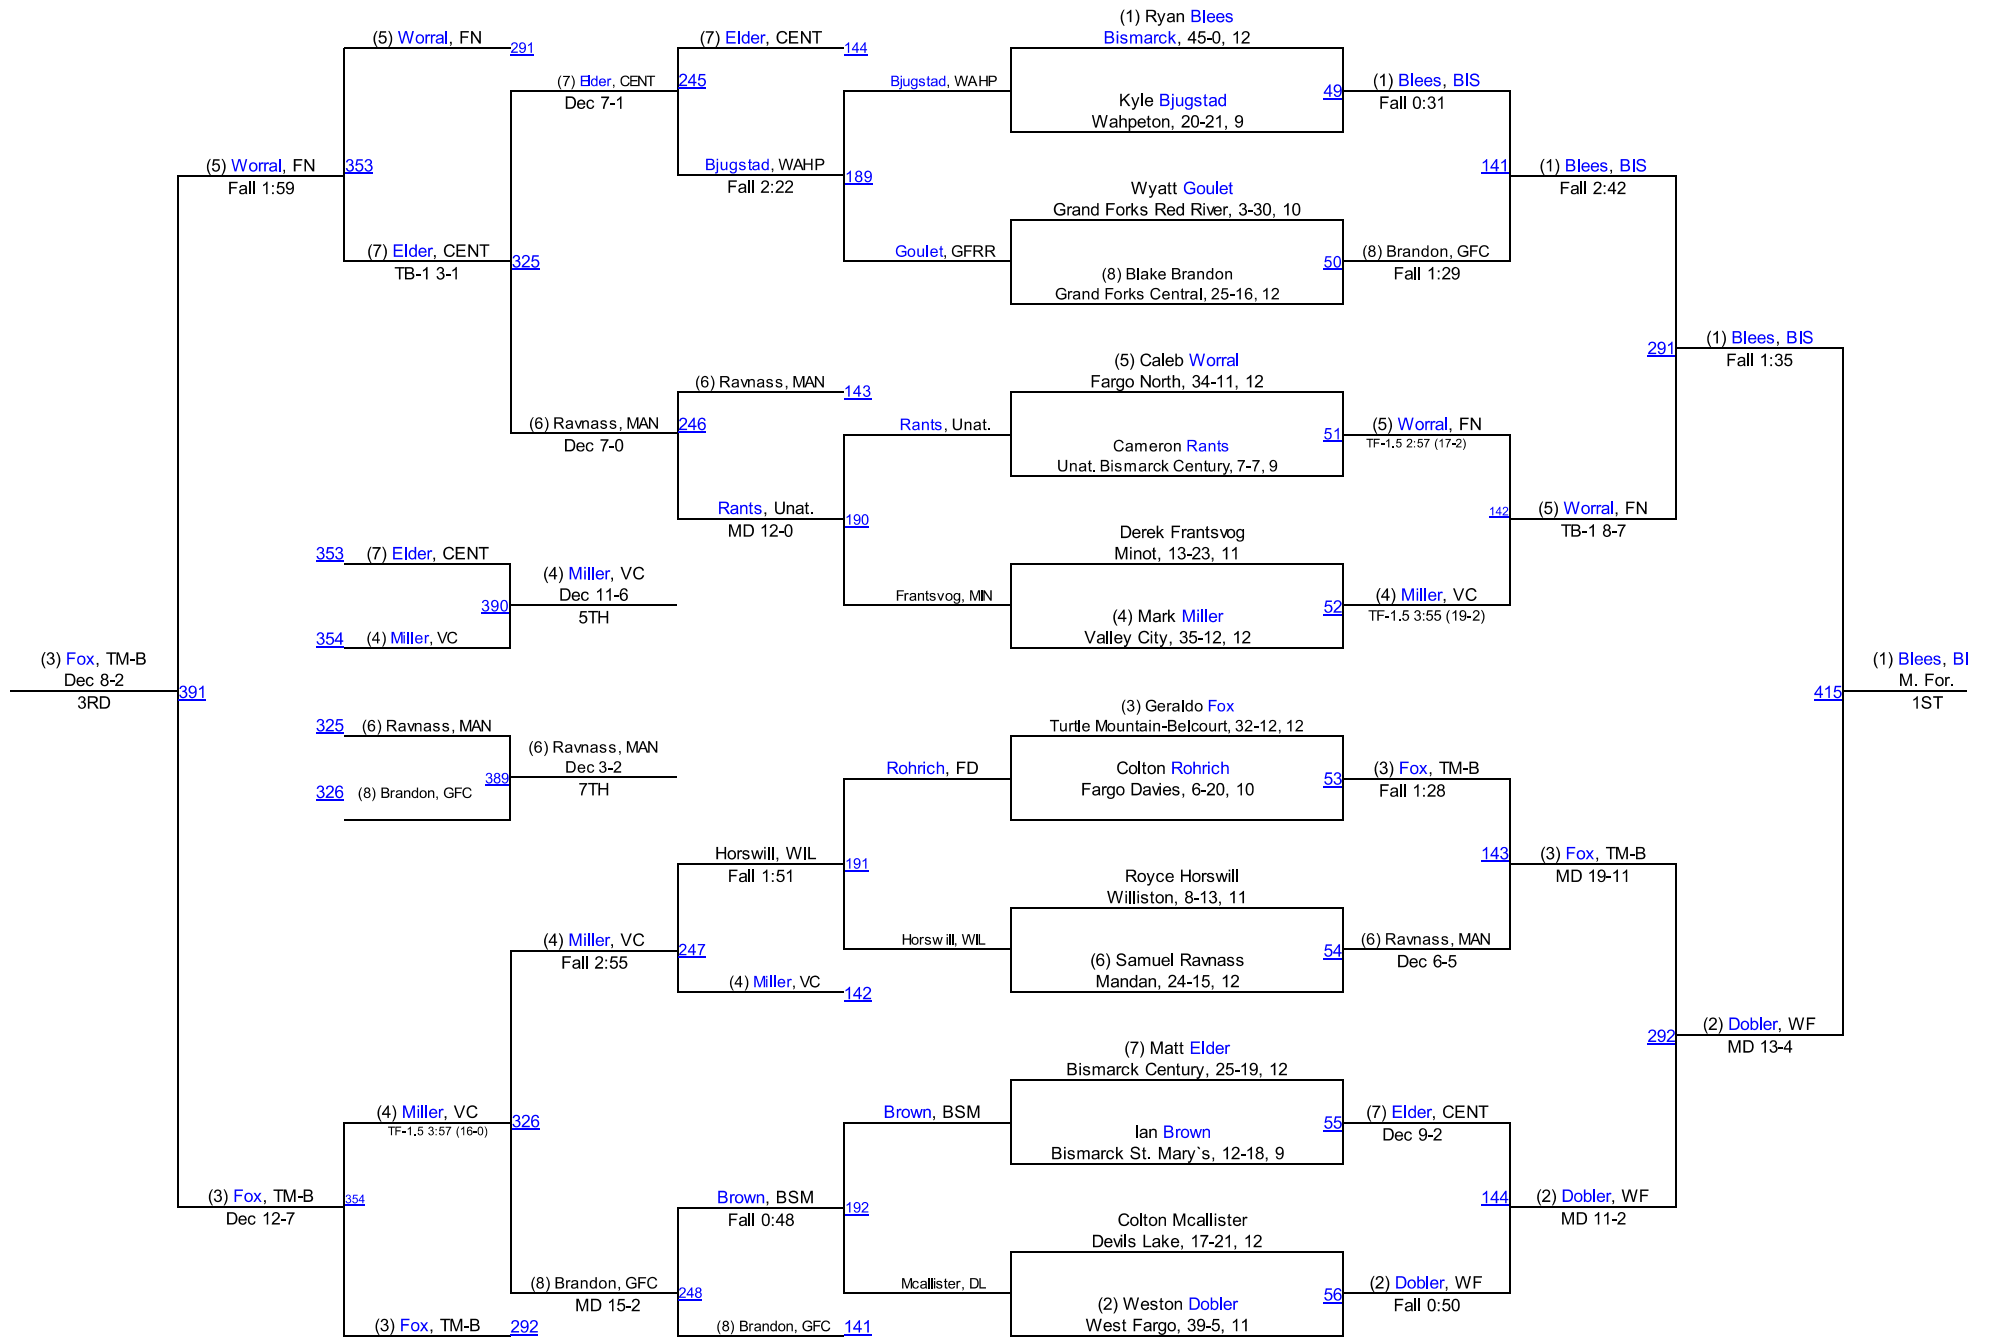 (5) Worral, FN
291
(7) Elder, CENT
Dec 7-1
245
(7) Elder, CENT
144
Bjugstad, WAHP
Fall 2:22
189
Bjugstad, WAHP
Goulet, GFRR
(5) Worral, FN
Fall 1:59
353
(7) Elder, CENT
TB-1 3-1
325
(6) Ravnass, MAN
Dec 7-0
246
(6) Ravnass, MAN
143
Rants, Unat.
MD 12-0
190
Rants, Unat.
Frantsvog, MIN
353
(7) Elder, CENT
354
(4) Miller, VC
390
(4) Miller, VC
Dec 11-6
5TH
(3) Fox, TM-B
Dec 8-2
3RD
391
325
(6) Ravnass, MAN
326
(8) Brandon, GFC
389
(6) Ravnass, MAN
Dec 3-2
7TH
Rohrich, FD
Horswill, WIL
Horswill, WIL
Fall 1:51
191
(4) Miller, VC
Fall 2:55
247
(4) Miller, VC
142
(4) Miller, VC
TF-1.5 3:57 (16-0)
326
(3) Fox, TM-B
Dec 12-7
354
(3) Fox, TM-B
292
Brown, BSM
Mcallister, DL
Brown, BSM
Fall 0:48
192
(8) Brandon, GFC
MD 15-2
248
(8) Brandon, GFC
141
(1) Ryan Blees
Bismarck, 45-0, 12
Kyle Bjugstad
Wahpeton, 20-21, 9
49
(1) Blees, BIS
Fall 0:31
Wyatt Goulet
Grand Forks Red River, 3-30, 10
(8) Blake Brandon
Grand Forks Central, 25-16, 12
50
(8) Brandon, GFC
Fall 1:29
141
(1) Blees, BIS
Fall 2:42
(5) Caleb Worral
Fargo North, 34-11, 12
Cameron Rants
Unat. Bismarck Century, 7-7, 9
51
(5) Worral, FN
TF-1.5 2:57 (17-2)
Derek Frantsvog
Minot, 13-23, 11
(4) Mark Miller
Valley City, 35-12, 12
52
(4) Miller, VC
TF-1.5 3:55 (19-2)
142
(5) Worral, FN
TB-1 8-7
291
(1) Blees, BIS
Fall 1:35
(3) Geraldo Fox
Turtle Mountain-Belcourt, 32-12, 12
Colton Rohrich
Fargo Davies, 6-20, 10
53
(3) Fox, TM-B
Fall 1:28
Royce Horswill
Williston, 8-13, 11
(6) Samuel Ravnass
Mandan, 24-15, 12
54
(6) Ravnass, MAN
Dec 6-5
143
(3) Fox, TM-B
MD 19-11
(7) Matt Elder
Bismarck Century, 25-19, 12
Ian Brown
Bismarck St. Mary`s, 12-18, 9
55
(7) Elder, CENT
Dec 9-2
Colton Mcallister
Devils Lake, 17-21, 12
(2) Weston Dobler
West Fargo, 39-5, 11
56
(2) Dobler, WF
Fall 0:50
144
(2) Dobler, WF
MD 11-2
292
(2) Dobler, WF
MD 13-4
415
(1) Blees, BI
M. For.
1ST